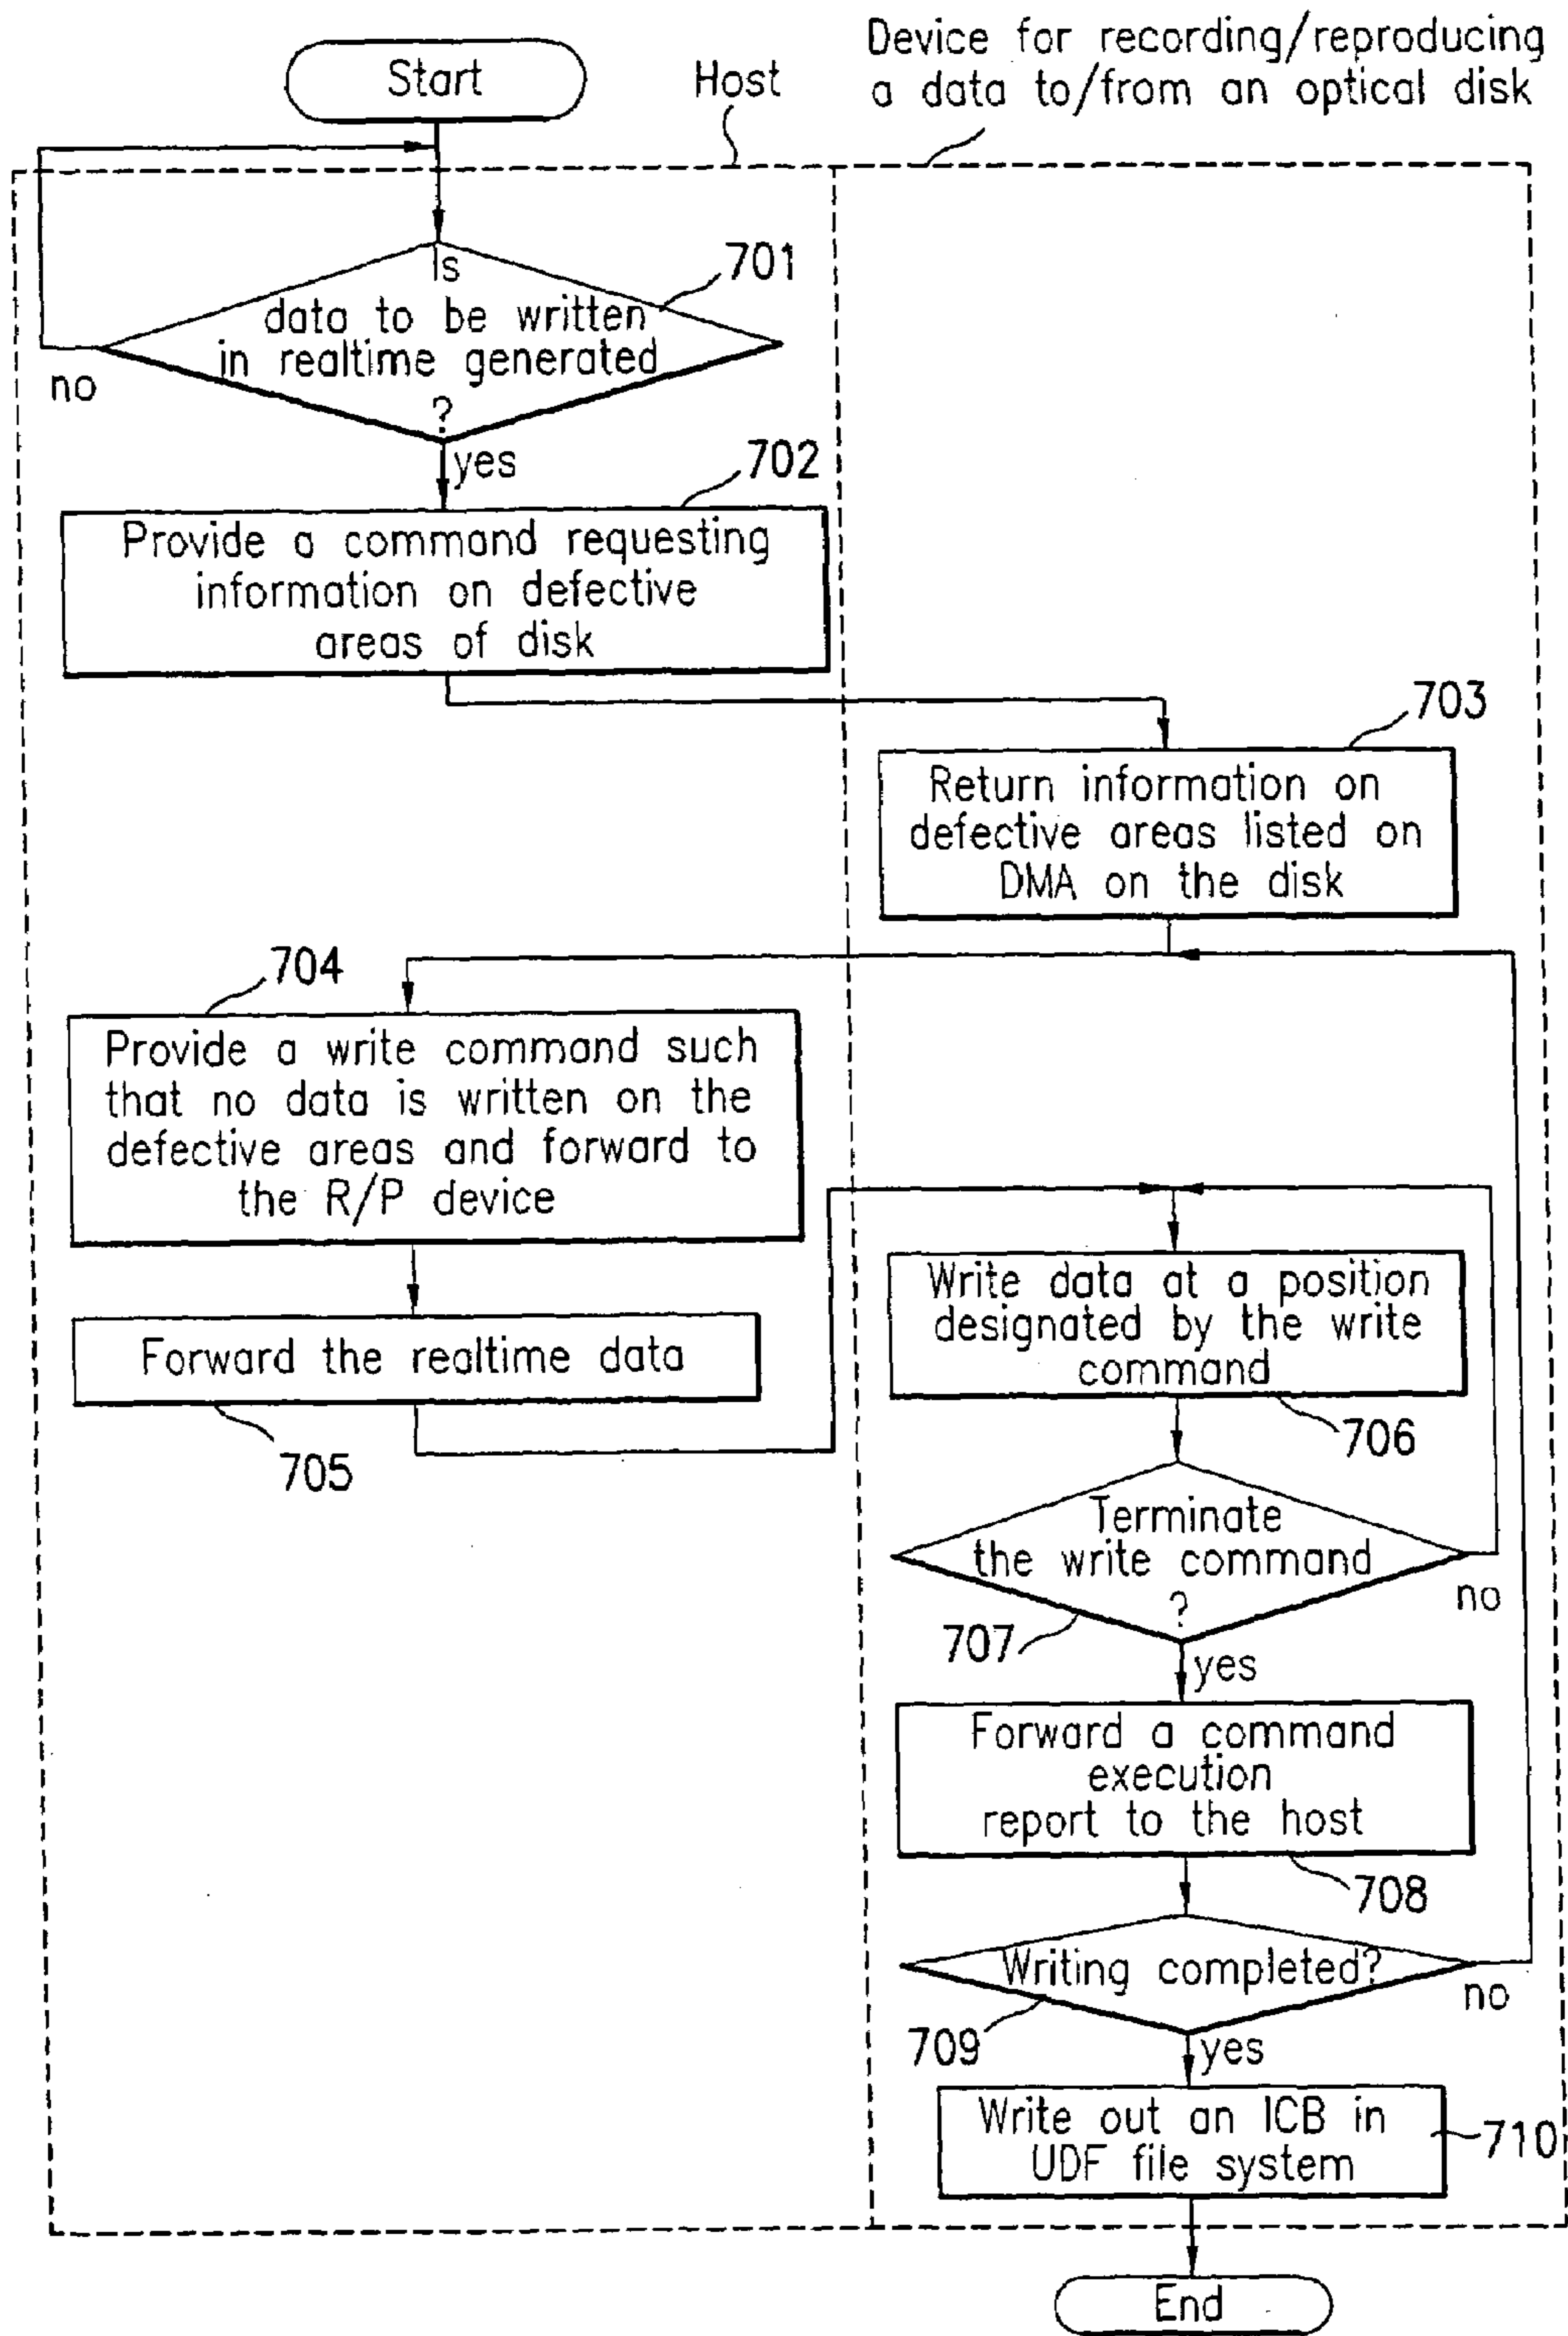 Start
Host
Device for recording/reproducing
a data to/from an optical disk
Is
data to be written
in realtime generated
?
701
no
yes
702
Provide a command requesting
information on defective
areas of disk
703
Return information on
defective areas listed on
DMA on the disk
704
Provide a write command such
that no data is written on the
defective areas and forward to
the R/P device
Forward the realtime data
705
Write data at a position
designated by the write
command
706
Terminate
the write command
?
no
707
yes
Forward a command
execution
report to the host
708
Writing completed?
no
709
yes
Write out an ICB in
UDF file system
710
End